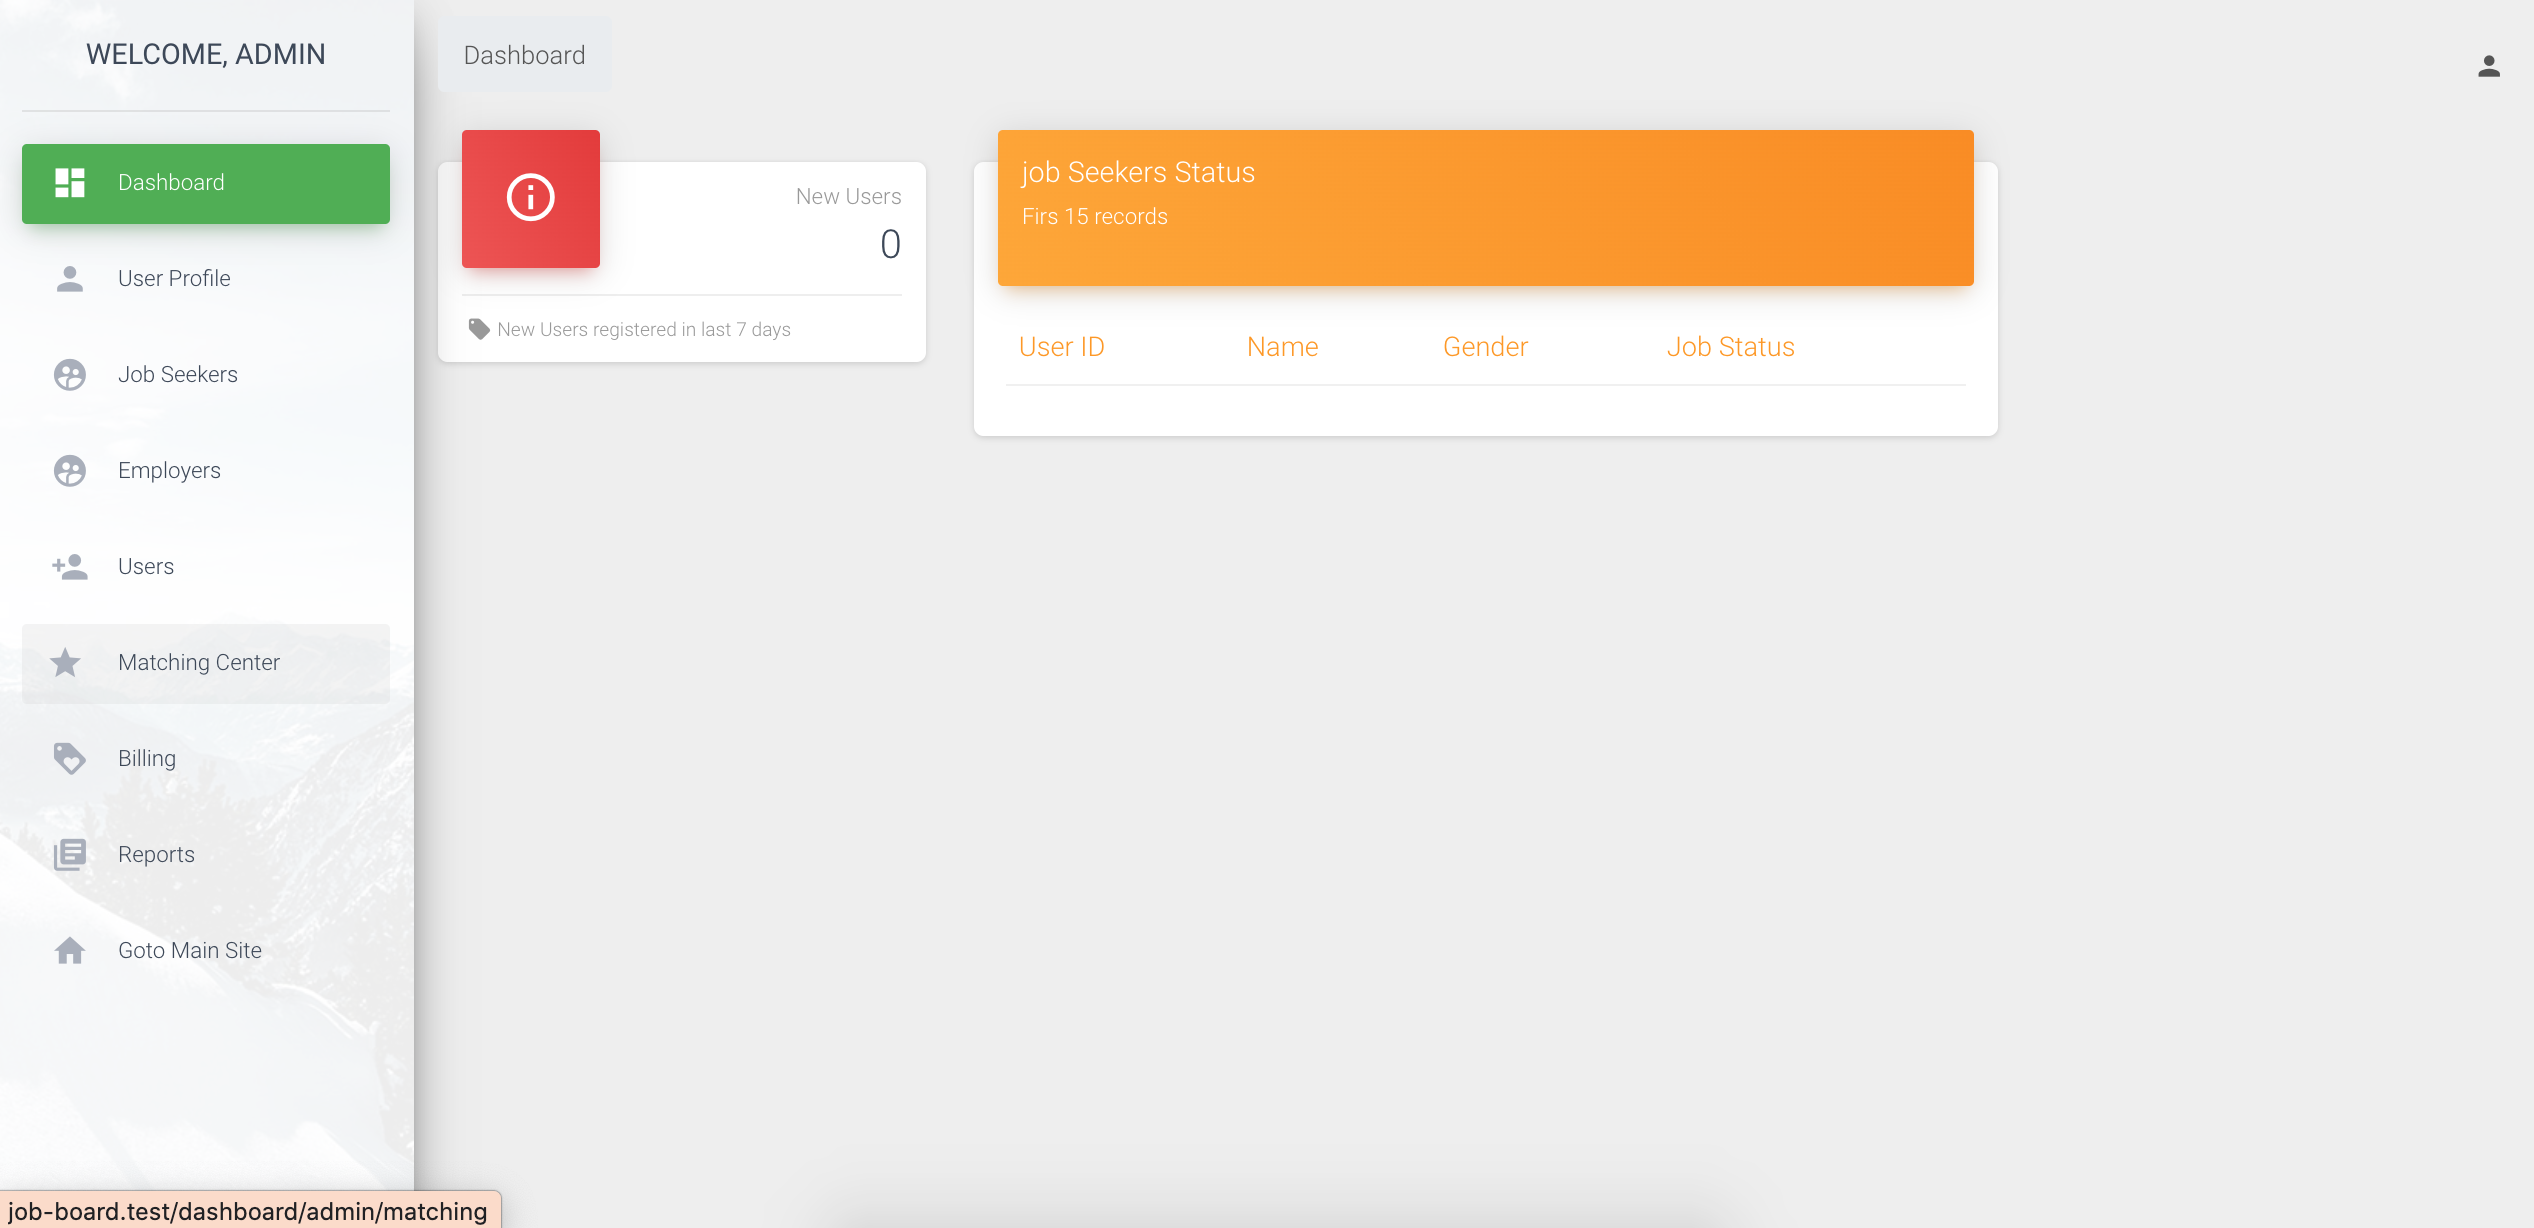 WELCOME, ADMIN
Dashboard
User Profile
Job Seekers
Employers
Users
Matching Center
Billing
Reports
Goto Main Site
Dashboard
New Users
0
New Users registered in last 7 days
job Seekers Status
Firs 15 records
User ID Name Gender Job Status
job-board.test/dashboard/admin/matching